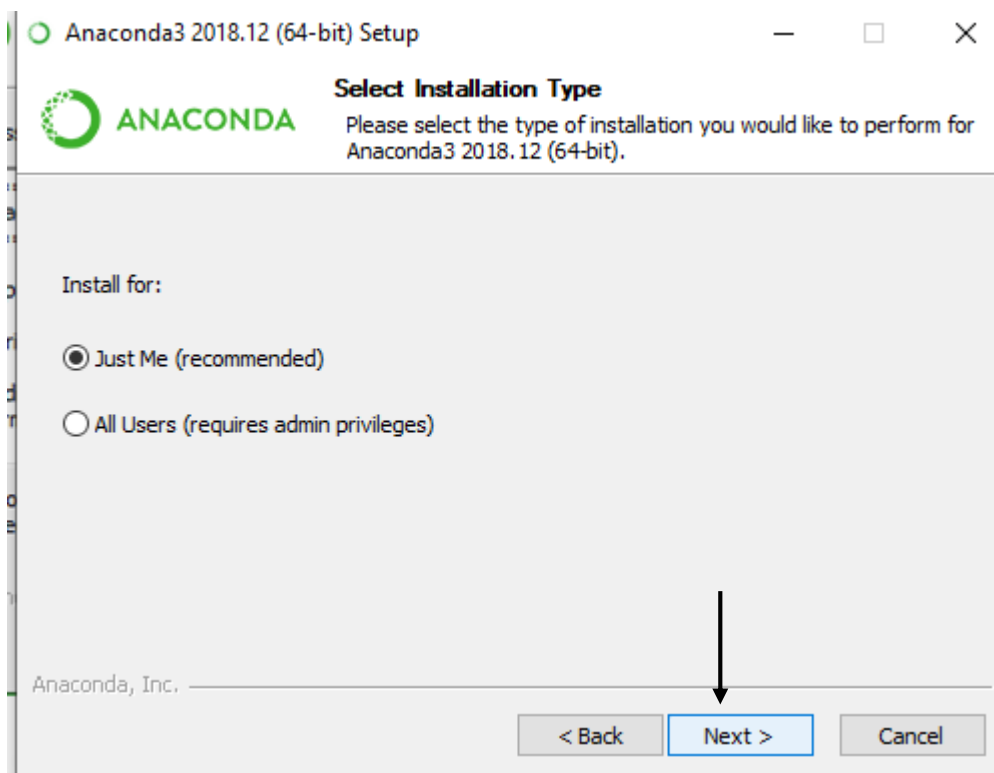 Anaconda3 2018.12 (64-bit) Setup
ANACONDA
Select Installation Type
Please select the type of installation you would like to perform for
Anaconda3 2018.12 (64-bit).
Install for:
Just Me (recommended)
All Users (requires admin privileges)
Anaconda, Inc.
< Back
Next >
Cancel